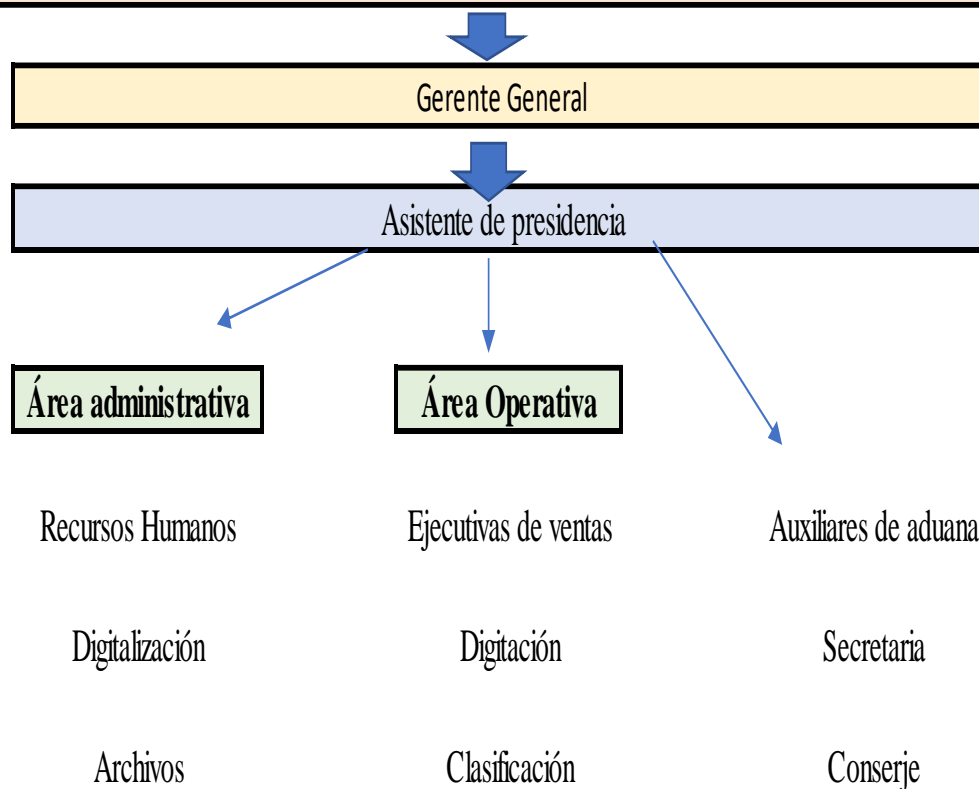 Gerente General
Asistente de presidencia
Área administrativa Área Operativa
Recursos Humanos Ejecutivas de ventas Auxiliares de aduana
Digitalización Digitación Secretaria
Archivos Clasificación Conserje